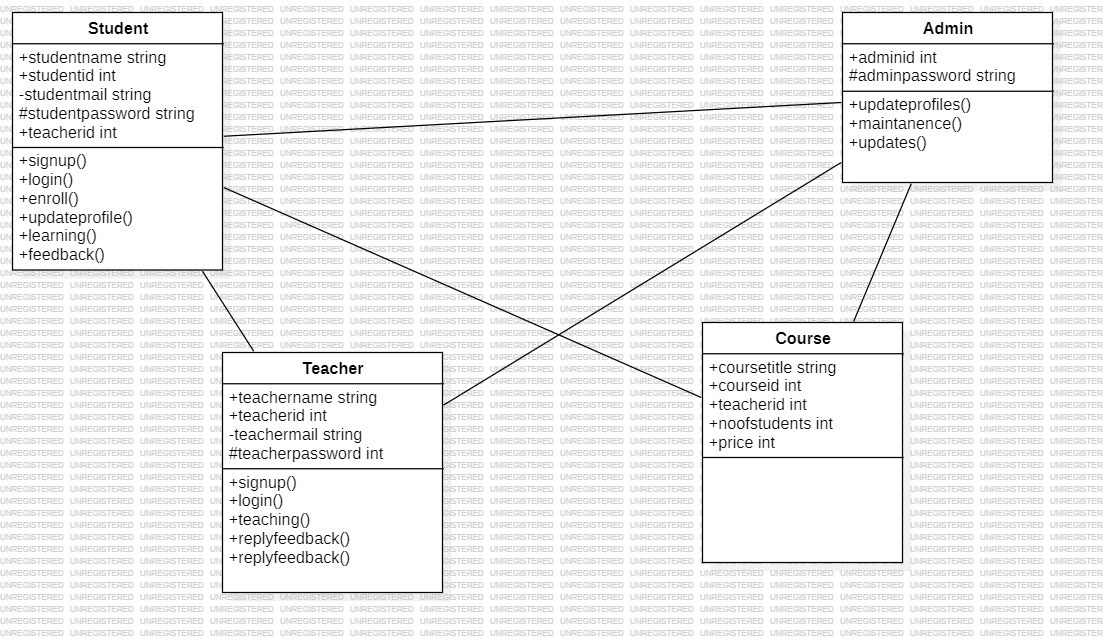 Student
+studentname string
+studentid int
-studentmail string
#studentpassword string
+teacherid int
+signup()
+login()
+enroll()
+updateprofile()
+learning()
+feedback()
Admin
+adminid int
#adminpassword string
+updateprofiles()
+maintanence()
+updates()
Teacher
+teachername string
+teacherid int
-teachermail string
#teacherpassword int
+signup()
+login()
+teaching()
+replyfeedback()
+replyfeedback()
Course
+coursetitle string
+courseid int
+teacherid int
+noofstudents int
+price int
UNREGISTERED